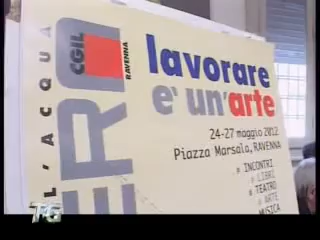 L'ACQUA
CGIL
RAVENNA
ERO
lavorare
e' un'arte
24-27 maggio 2012
Piazza Marsala, RAVENNA
INCONTRI
LIBRI
TEATRO
ARTE
MUSICA
TG